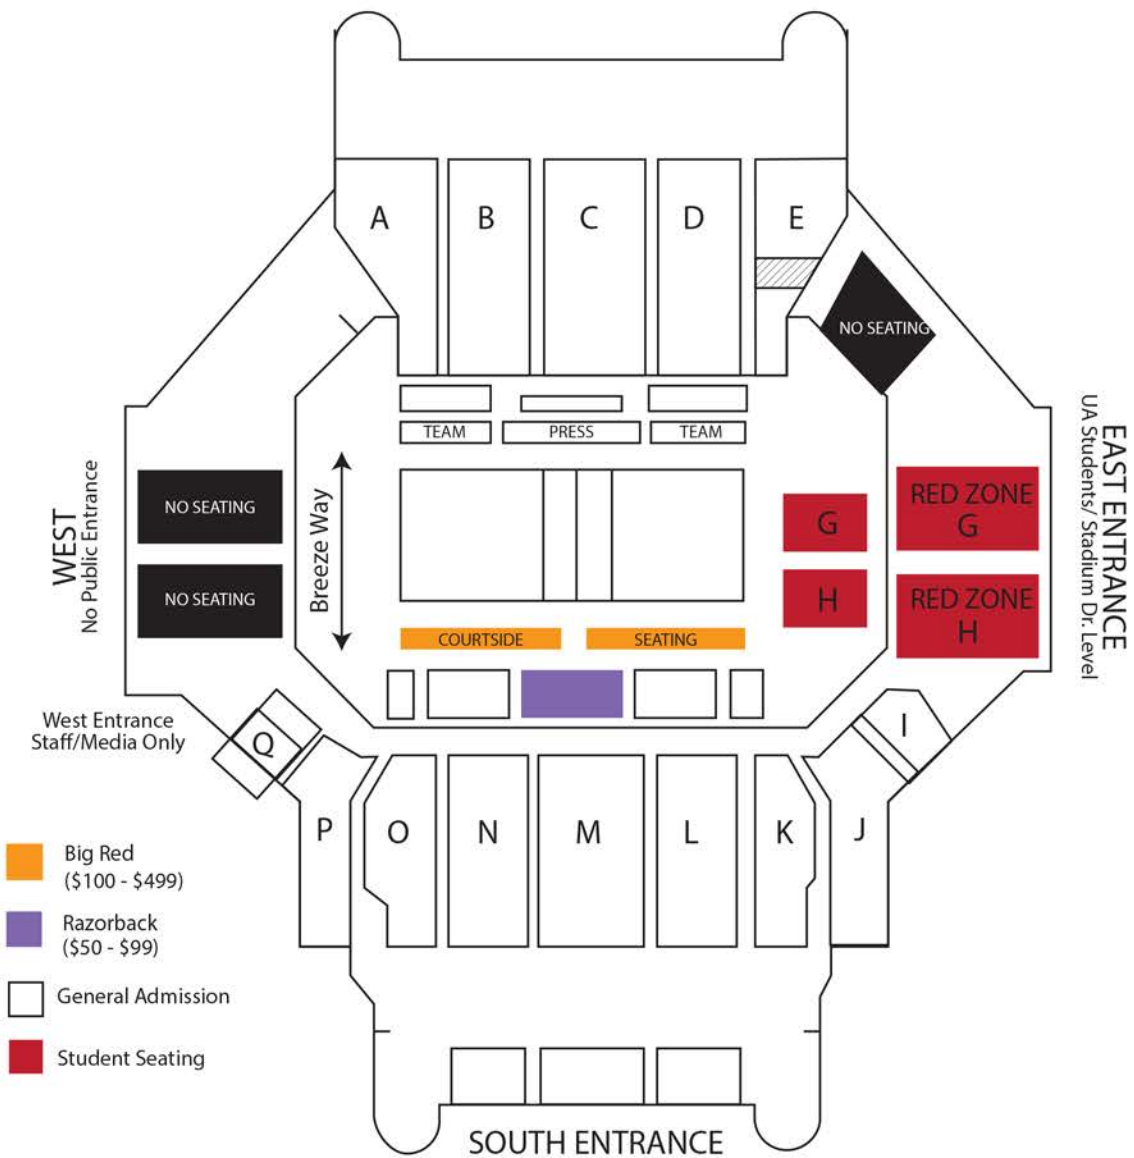 A
B
C
D
E
NO SEATING
TEAM
PRESS
TEAM
EAST ENTRANCE
UA Students/ Stadium Dr. Level
WEST
No Public Entrance
NO SEATING
NO SEATING
Breeze Way
G
H
RED ZONE
G
RED ZONE
H
COURTSIDE
SEATING
West Entrance
Staff/Media Only
Q
I
P
O
N
M
L
K
J
Big Red
($100 - $499)
Razorback
($50 - $99)
General Admission
Student Seating
SOUTH ENTRANCE